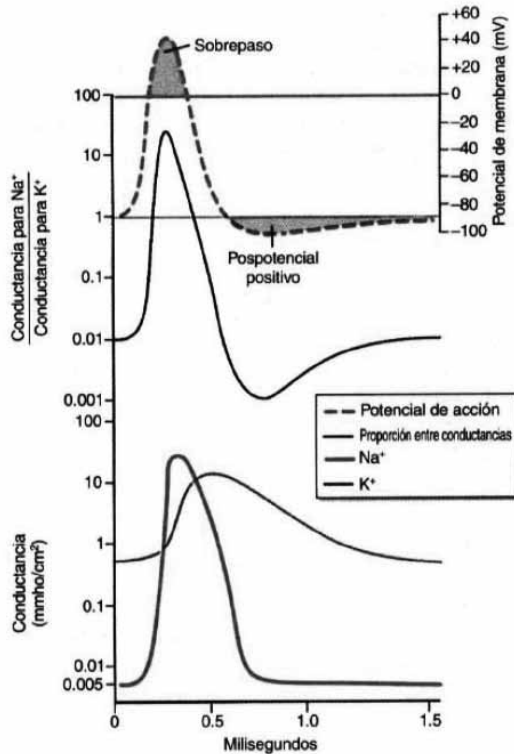 +60
+40
+20
0
−20
−40
−60
−80
−100
Potencial de membrana (mV)
Sobrepaso
Pospotencial
positivo
100
10
1
0.1
0.01
0.001
Conductancia para Na⁺
Conductancia para K⁺
Potencial de acción
Proporción entre conductancias
Na⁺
K⁺
100
10
1
0.1
0.01
0.005
Conductancia
(mmho/cm²)
0
0.5
1.0
1.5
Milisegundos